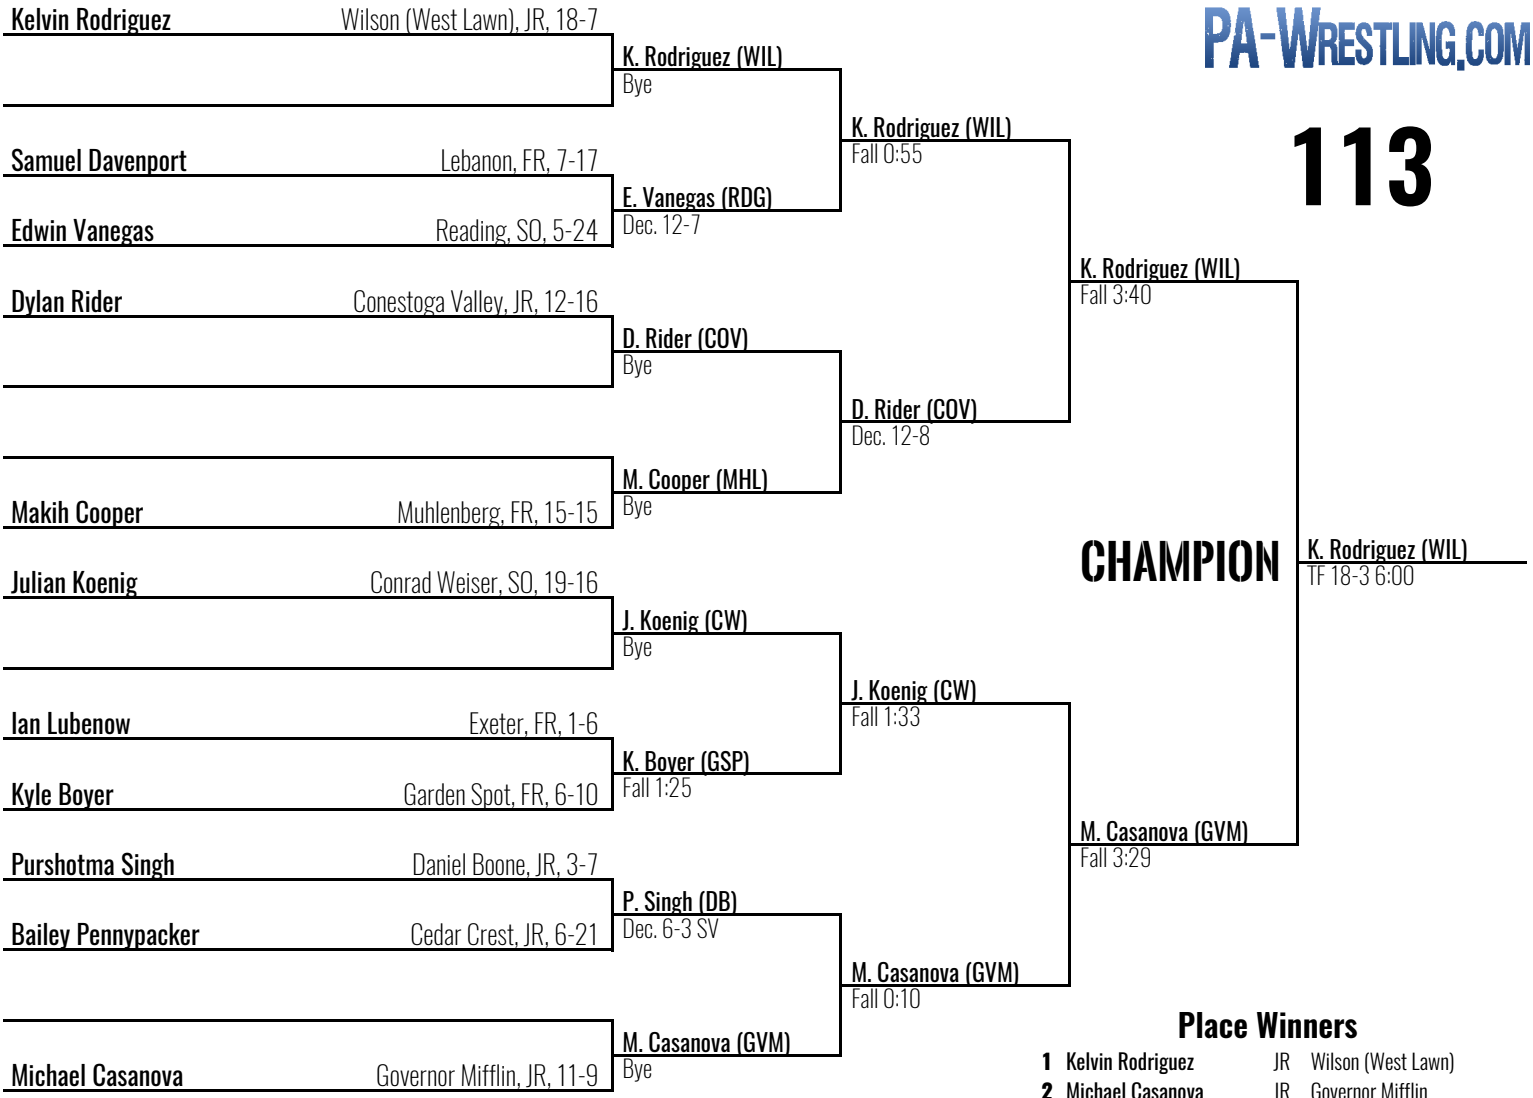 Kelvin Rodriguez Wilson (West Lawn), JR, 18-7
PA-WRESTLING.COM
K. Rodriguez (WIL)
Bye
K. Rodriguez (WIL)
Fall 0:55
113
Samuel Davenport Lebanon, FR, 7-17
E. Vanegas (RDG)
Dec. 12-7
Edwin Vanegas Reading, SO, 5-24
K. Rodriguez (WIL)
Fall 3:40
Dylan Rider Conestoga Valley, JR, 12-16
D. Rider (COV)
Bye
D. Rider (COV)
Dec. 12-8
M. Cooper (MHL)
Bye
Makih Cooper Muhlenberg, FR, 15-15
CHAMPION
K. Rodriguez (WIL)
TF 18-3 6:00
Julian Koenig Conrad Weiser, SO, 19-16
J. Koenig (CW)
Bye
J. Koenig (CW)
Fall 1:33
Ian Lubenow Exeter, FR, 1-6
K. Boyer (GSP)
Fall 1:25
Kyle Boyer Garden Spot, FR, 6-10
M. Casanova (GVM)
Fall 3:29
Purshotma Singh Daniel Boone, JR, 3-7
P. Singh (DB)
Dec. 6-3 SV
Bailey Pennypacker Cedar Crest, JR, 6-21
M. Casanova (GVM)
Fall 0:10
M. Casanova (GVM)
Bye
Michael Casanova Governor Mifflin, JR, 11-9
Place Winners
1 Kelvin Rodriguez JR Wilson (West Lawn)
2 Michael Casanova JR Governor Mifflin